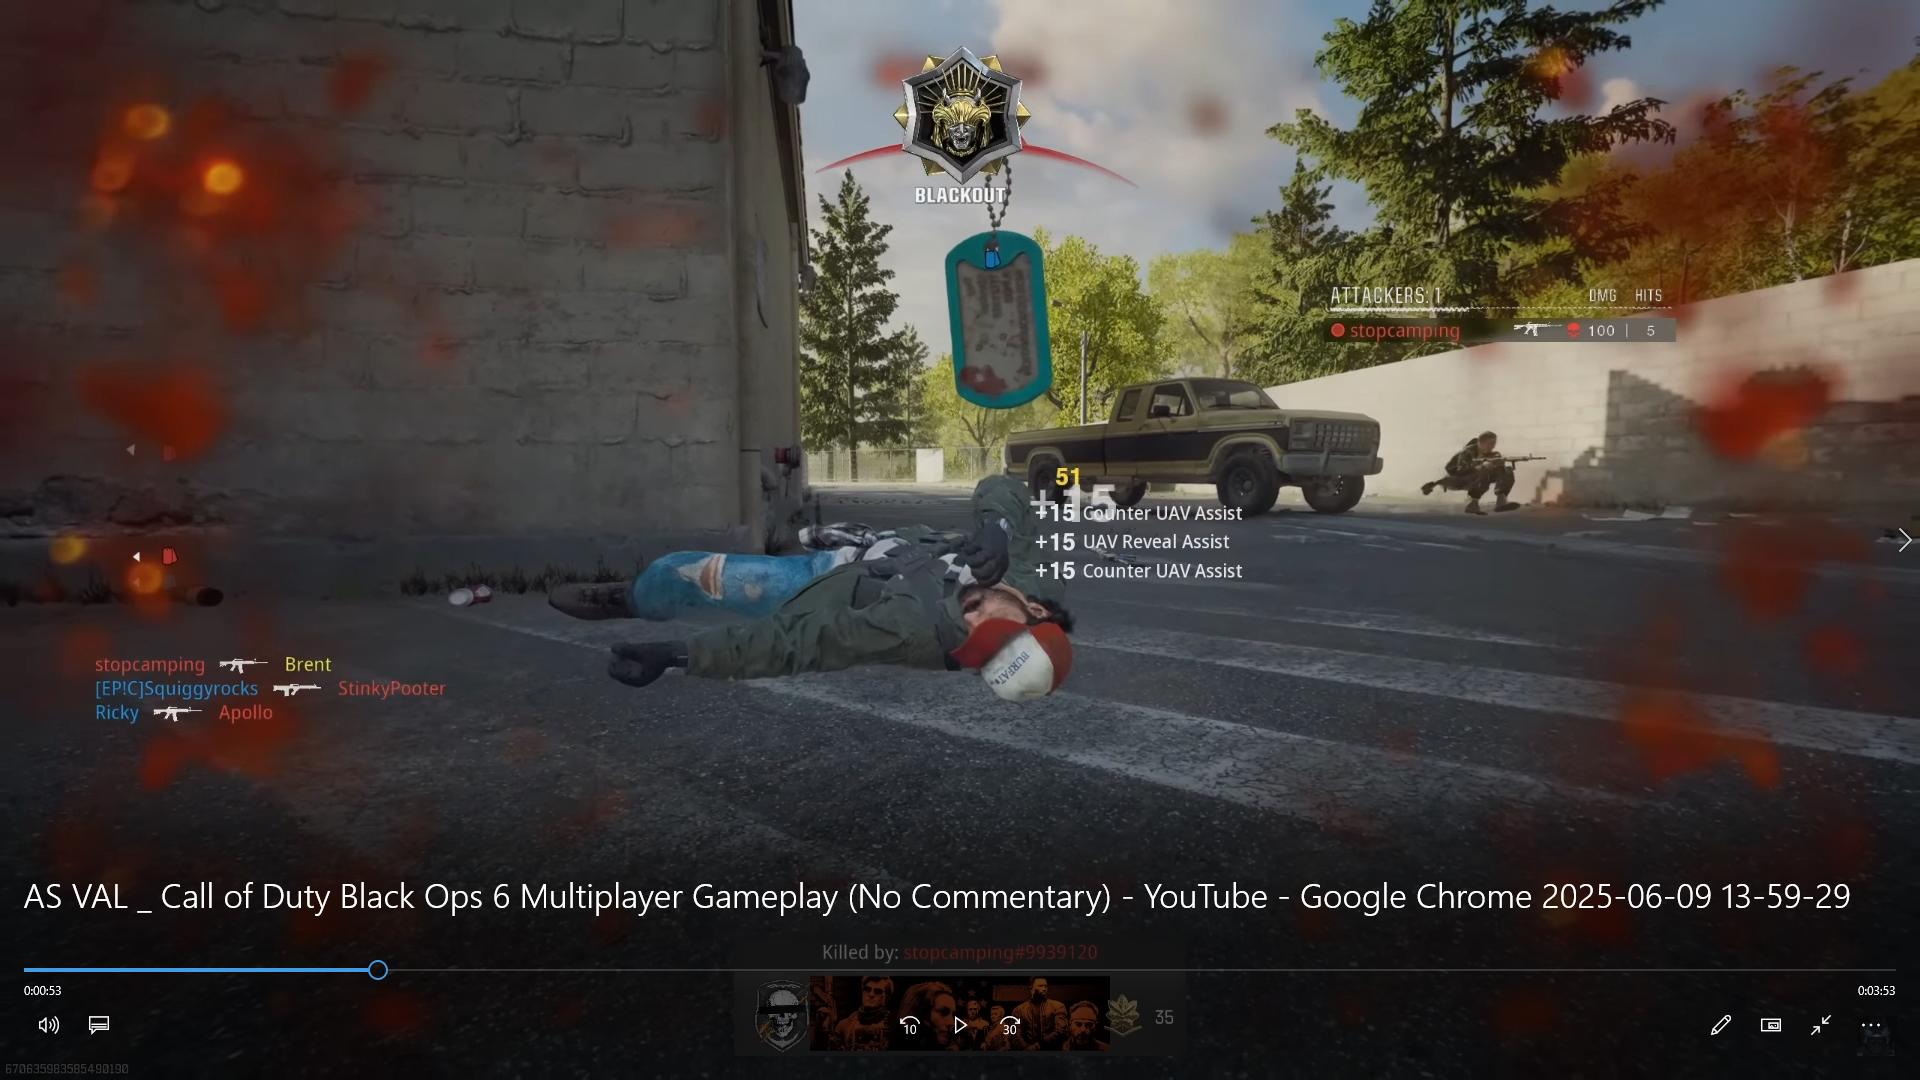 BLACKOUT
ATTACKERS: 1 DMG HITS
stopcamping 100 | 5
51
+15
+15 Counter UAV Assist
+15 UAV Reveal Assist
+15 Counter UAV Assist
BURFAT
stopcamping Brent
[EP!C]Squiggyrocks StinkyPooter
Ricky Apollo
AS VAL _ Call of Duty Black Ops 6 Multiplayer Gameplay (No Commentary) - YouTube - Google Chrome 2025-06-09 13-59-29
Killed by: stopcamping#9939120
0:00:53 0:03:53
10 30 35
670635983585490190